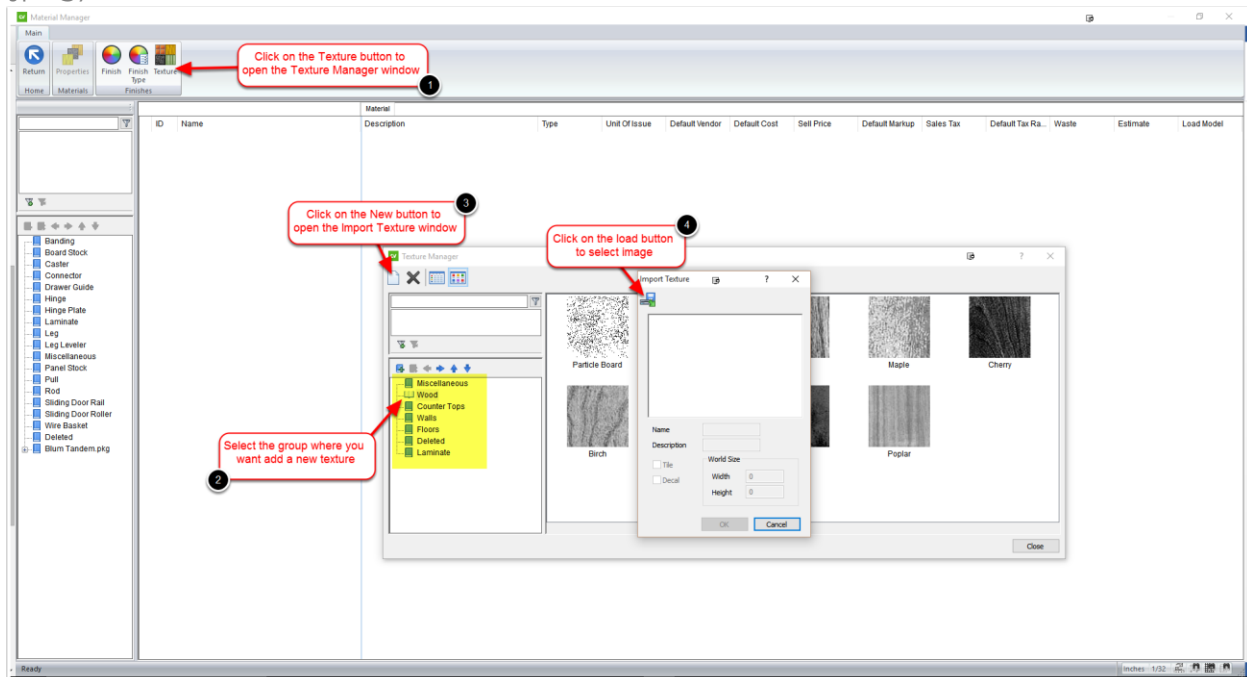 Material Manager
Main
Return
Properties
Finish
Finish Type
Texture
Home
Materials
Finishes
Click on the Texture button to
open the Texture Manager window
1
Material
ID
Name
Description
Type
Unit Of Issue
Default Vendor
Default Cost
Sell Price
Default Markup
Sales Tax
Default Tax Ra...
Waste
Estimate
Load Model
Banding
Board Stock
Caster
Connector
Drawer Guide
Hinge
Hinge Plate
Laminate
Leg
Leg Leveler
Miscellaneous
Panel Stock
Pull
Rod
Sliding Door Rail
Sliding Door Roller
Wire Basket
Deleted
Blum Tandem.pkg
3
Click on the New button to
open the Import Texture window
4
Click on the load button
to select image
Texture Manager
?
Import Texture
?
Miscellaneous
Wood
Counter Tops
Walls
Floors
Deleted
Laminate
Select the group where you
want add a new texture
2
Particle Board
Maple
Cherry
Birch
Poplar
Name
Description
Tile
Decal
World Size
Width
0
Height
0
OK
Cancel
Close
Ready
Inches
1/32